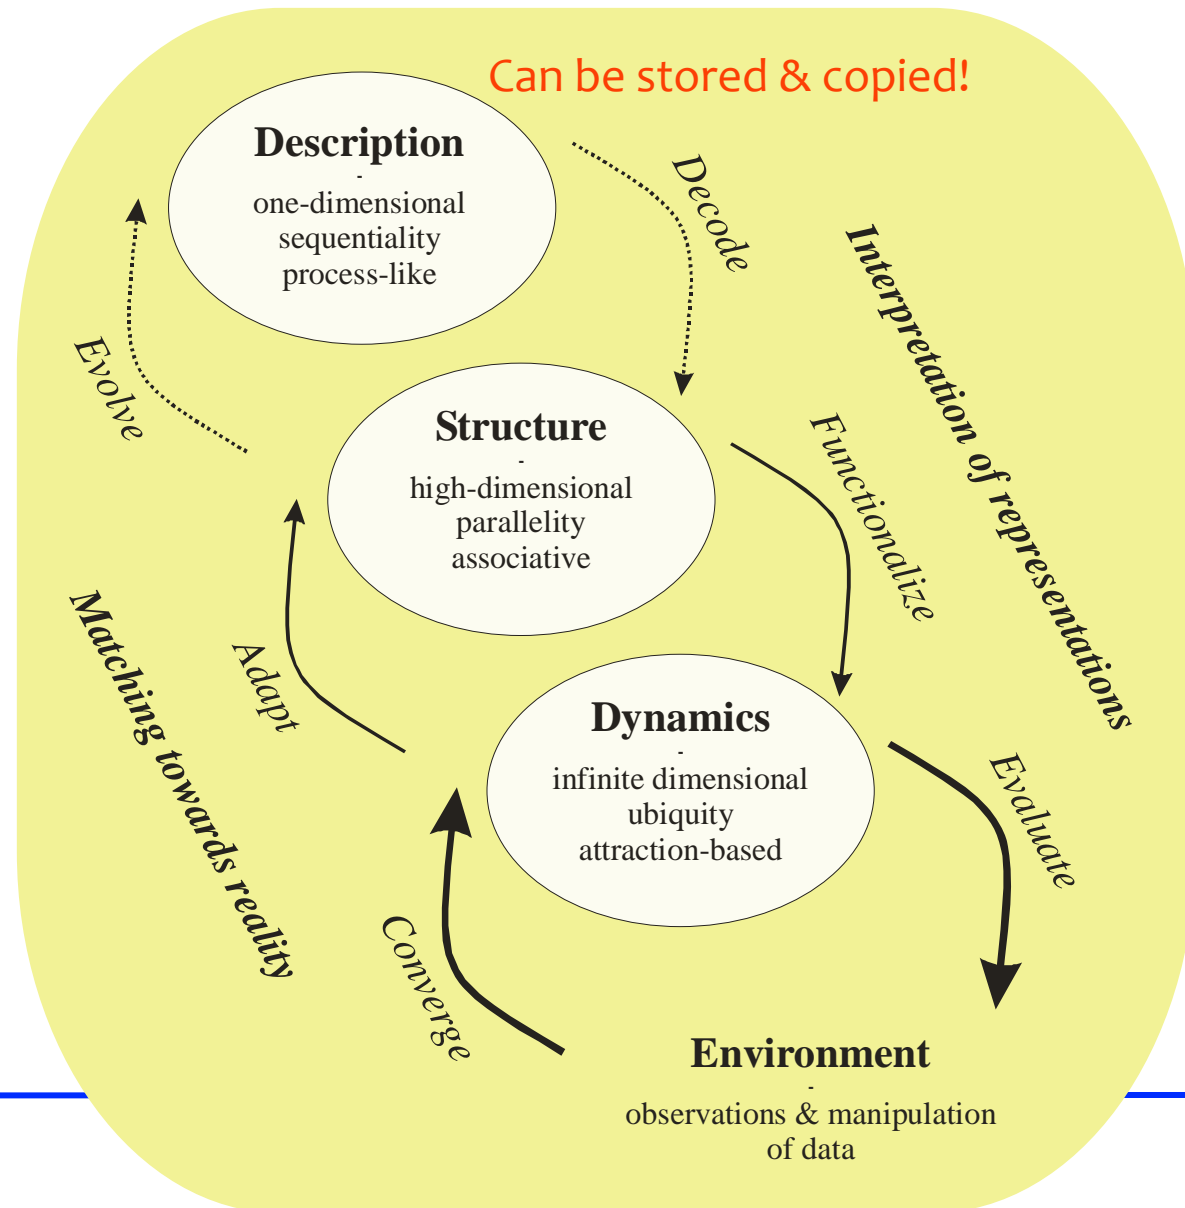 Can be stored & copied!
Description
-
one-dimensional
sequentiality
process-like
Decode
Evolve
Interpretation of representations
Structure
-
high-dimensional
parallelity
associative
Functionalize
Adapt
Matching towards reality
Dynamics
-
infinite dimensional
ubiquity
attraction-based
Evaluate
Converge
Environment
-
observations & manipulation
of data